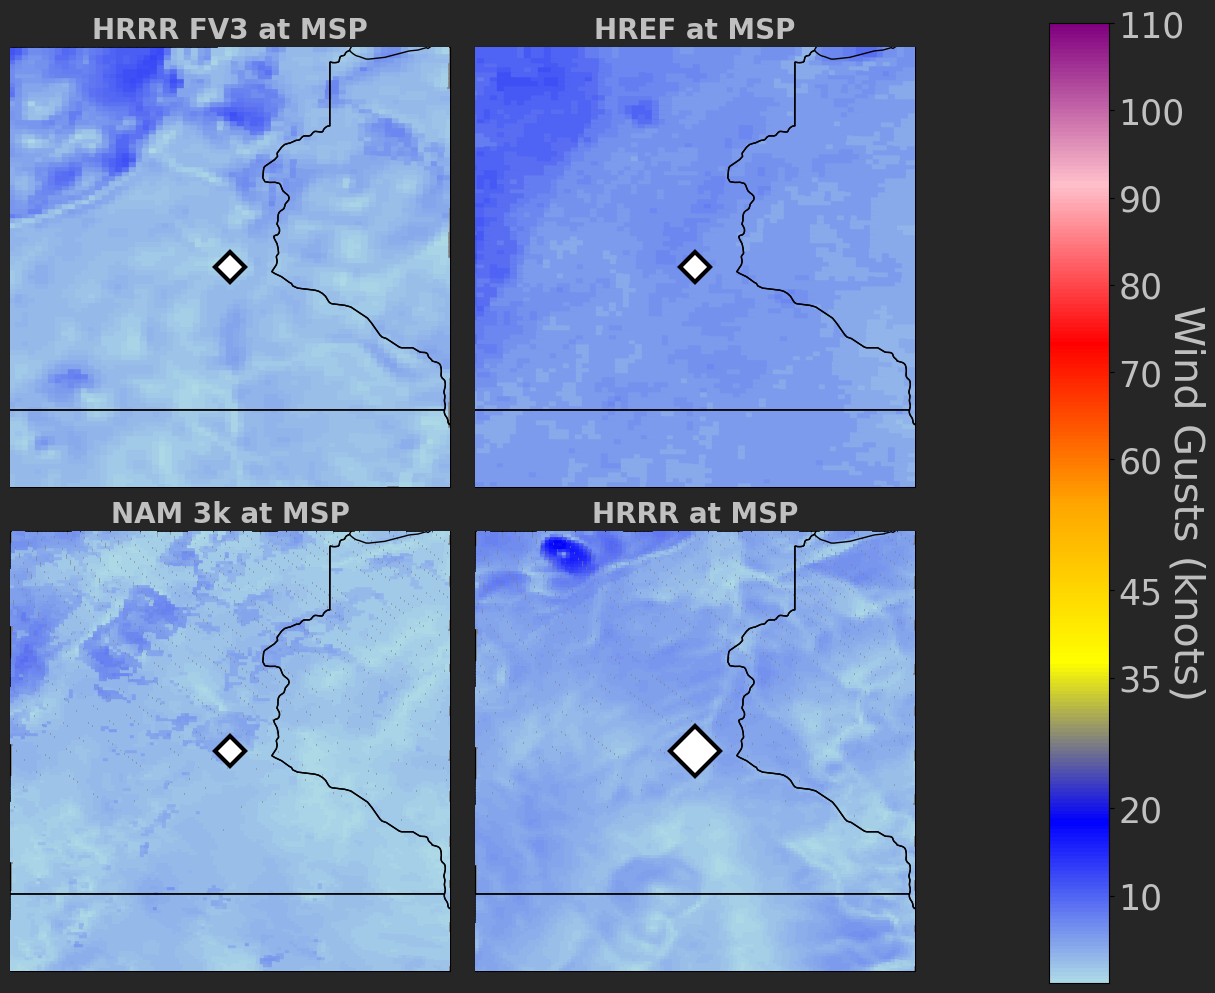 HRRR FV3 at MSP
HREF at MSP
NAM 3k at MSP
HRRR at MSP
110
100
90
80
70
60
45
35
20
10
Wind Gusts (knots)